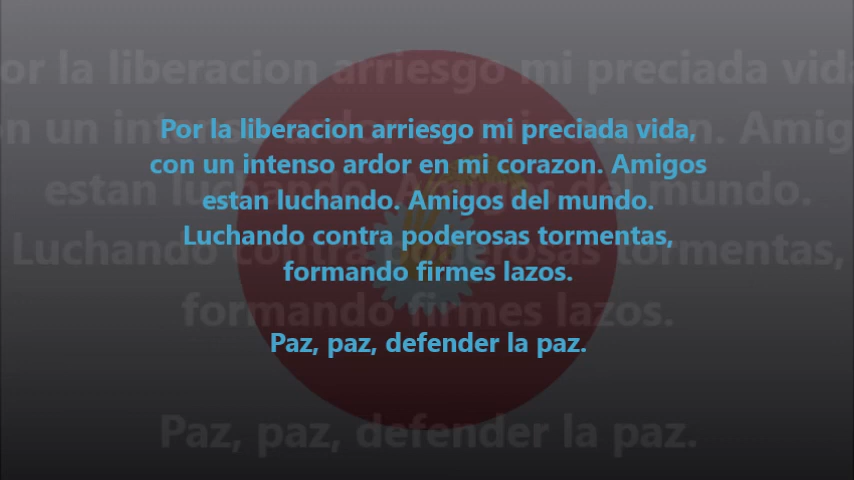 Por la liberacion arriesgo mi preciada vida,
con un intenso ardor en mi corazon. Amigos
estan luchando. Amigos del mundo.
Luchando contra poderosas tormentas,
formando firmes lazos.
Paz, paz, defender la paz.